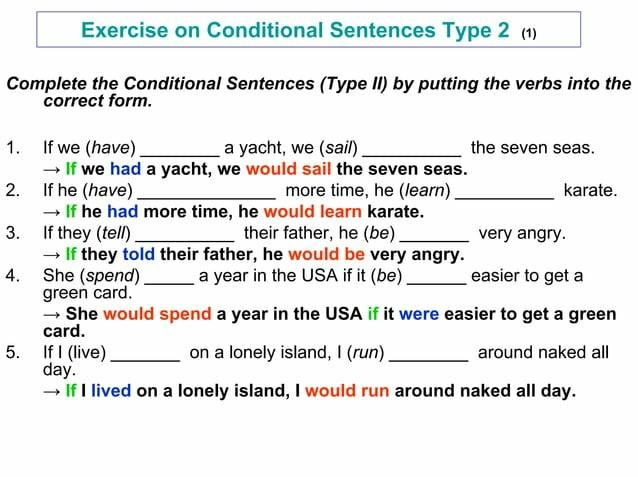 Exercise on Conditional Sentences Type 2 (1)
Complete the Conditional Sentences (Type II) by putting the verbs into the
correct form.
1. If we (have) ________ a yacht, we (sail) __________ the seven seas.
→ If we had a yacht, we would sail the seven seas.
2. If he (have) ______________ more time, he (learn) __________ karate.
→ If he had more time, he would learn karate.
3. If they (tell) __________ their father, he (be) _______ very angry.
→ If they told their father, he would be very angry.
4. She (spend) _____ a year in the USA if it (be) ______ easier to get a
green card.
→ She would spend a year in the USA if it were easier to get a green
card.
5. If I (live) _______ on a lonely island, I (run) ________ around naked all
day.
→ If I lived on a lonely island, I would run around naked all day.